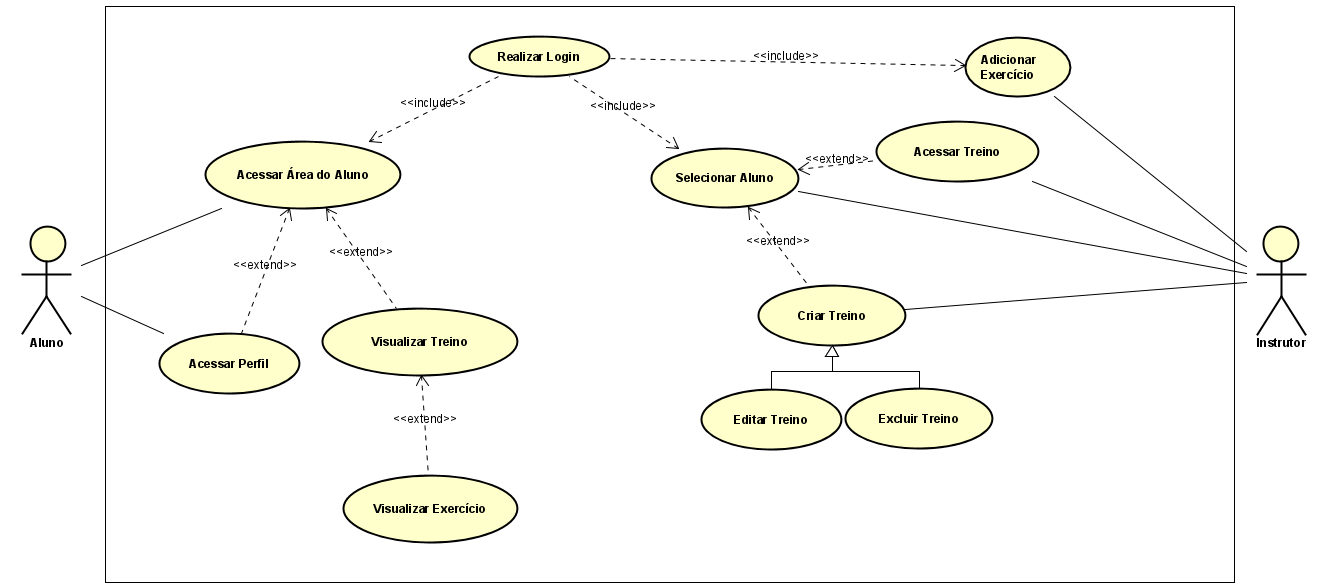 Realizar Login
<<include>>
Adicionar
Exercício
<<include>>
<<include>>
Acessar Treino
<<extend>>
Acessar Área do Aluno
Selecionar Aluno
<<extend>>
<<extend>>
<<extend>>
Criar Treino
Aluno
Visualizar Treino
Instrutor
Acessar Perfil
<<extend>>
Editar Treino
Excluir Treino
Visualizar Exercício